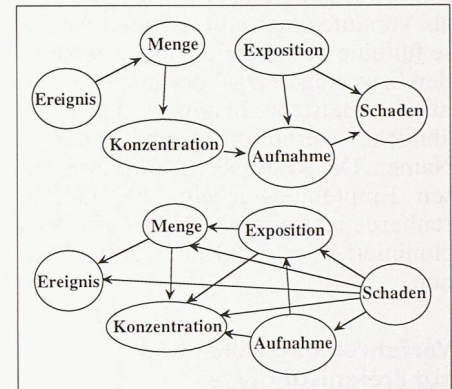 Menge
Exposition
Ereignis
Schaden
Konzentration
Aufnahme
Menge
Exposition
Ereignis
Schaden
Konzentration
Aufnahme